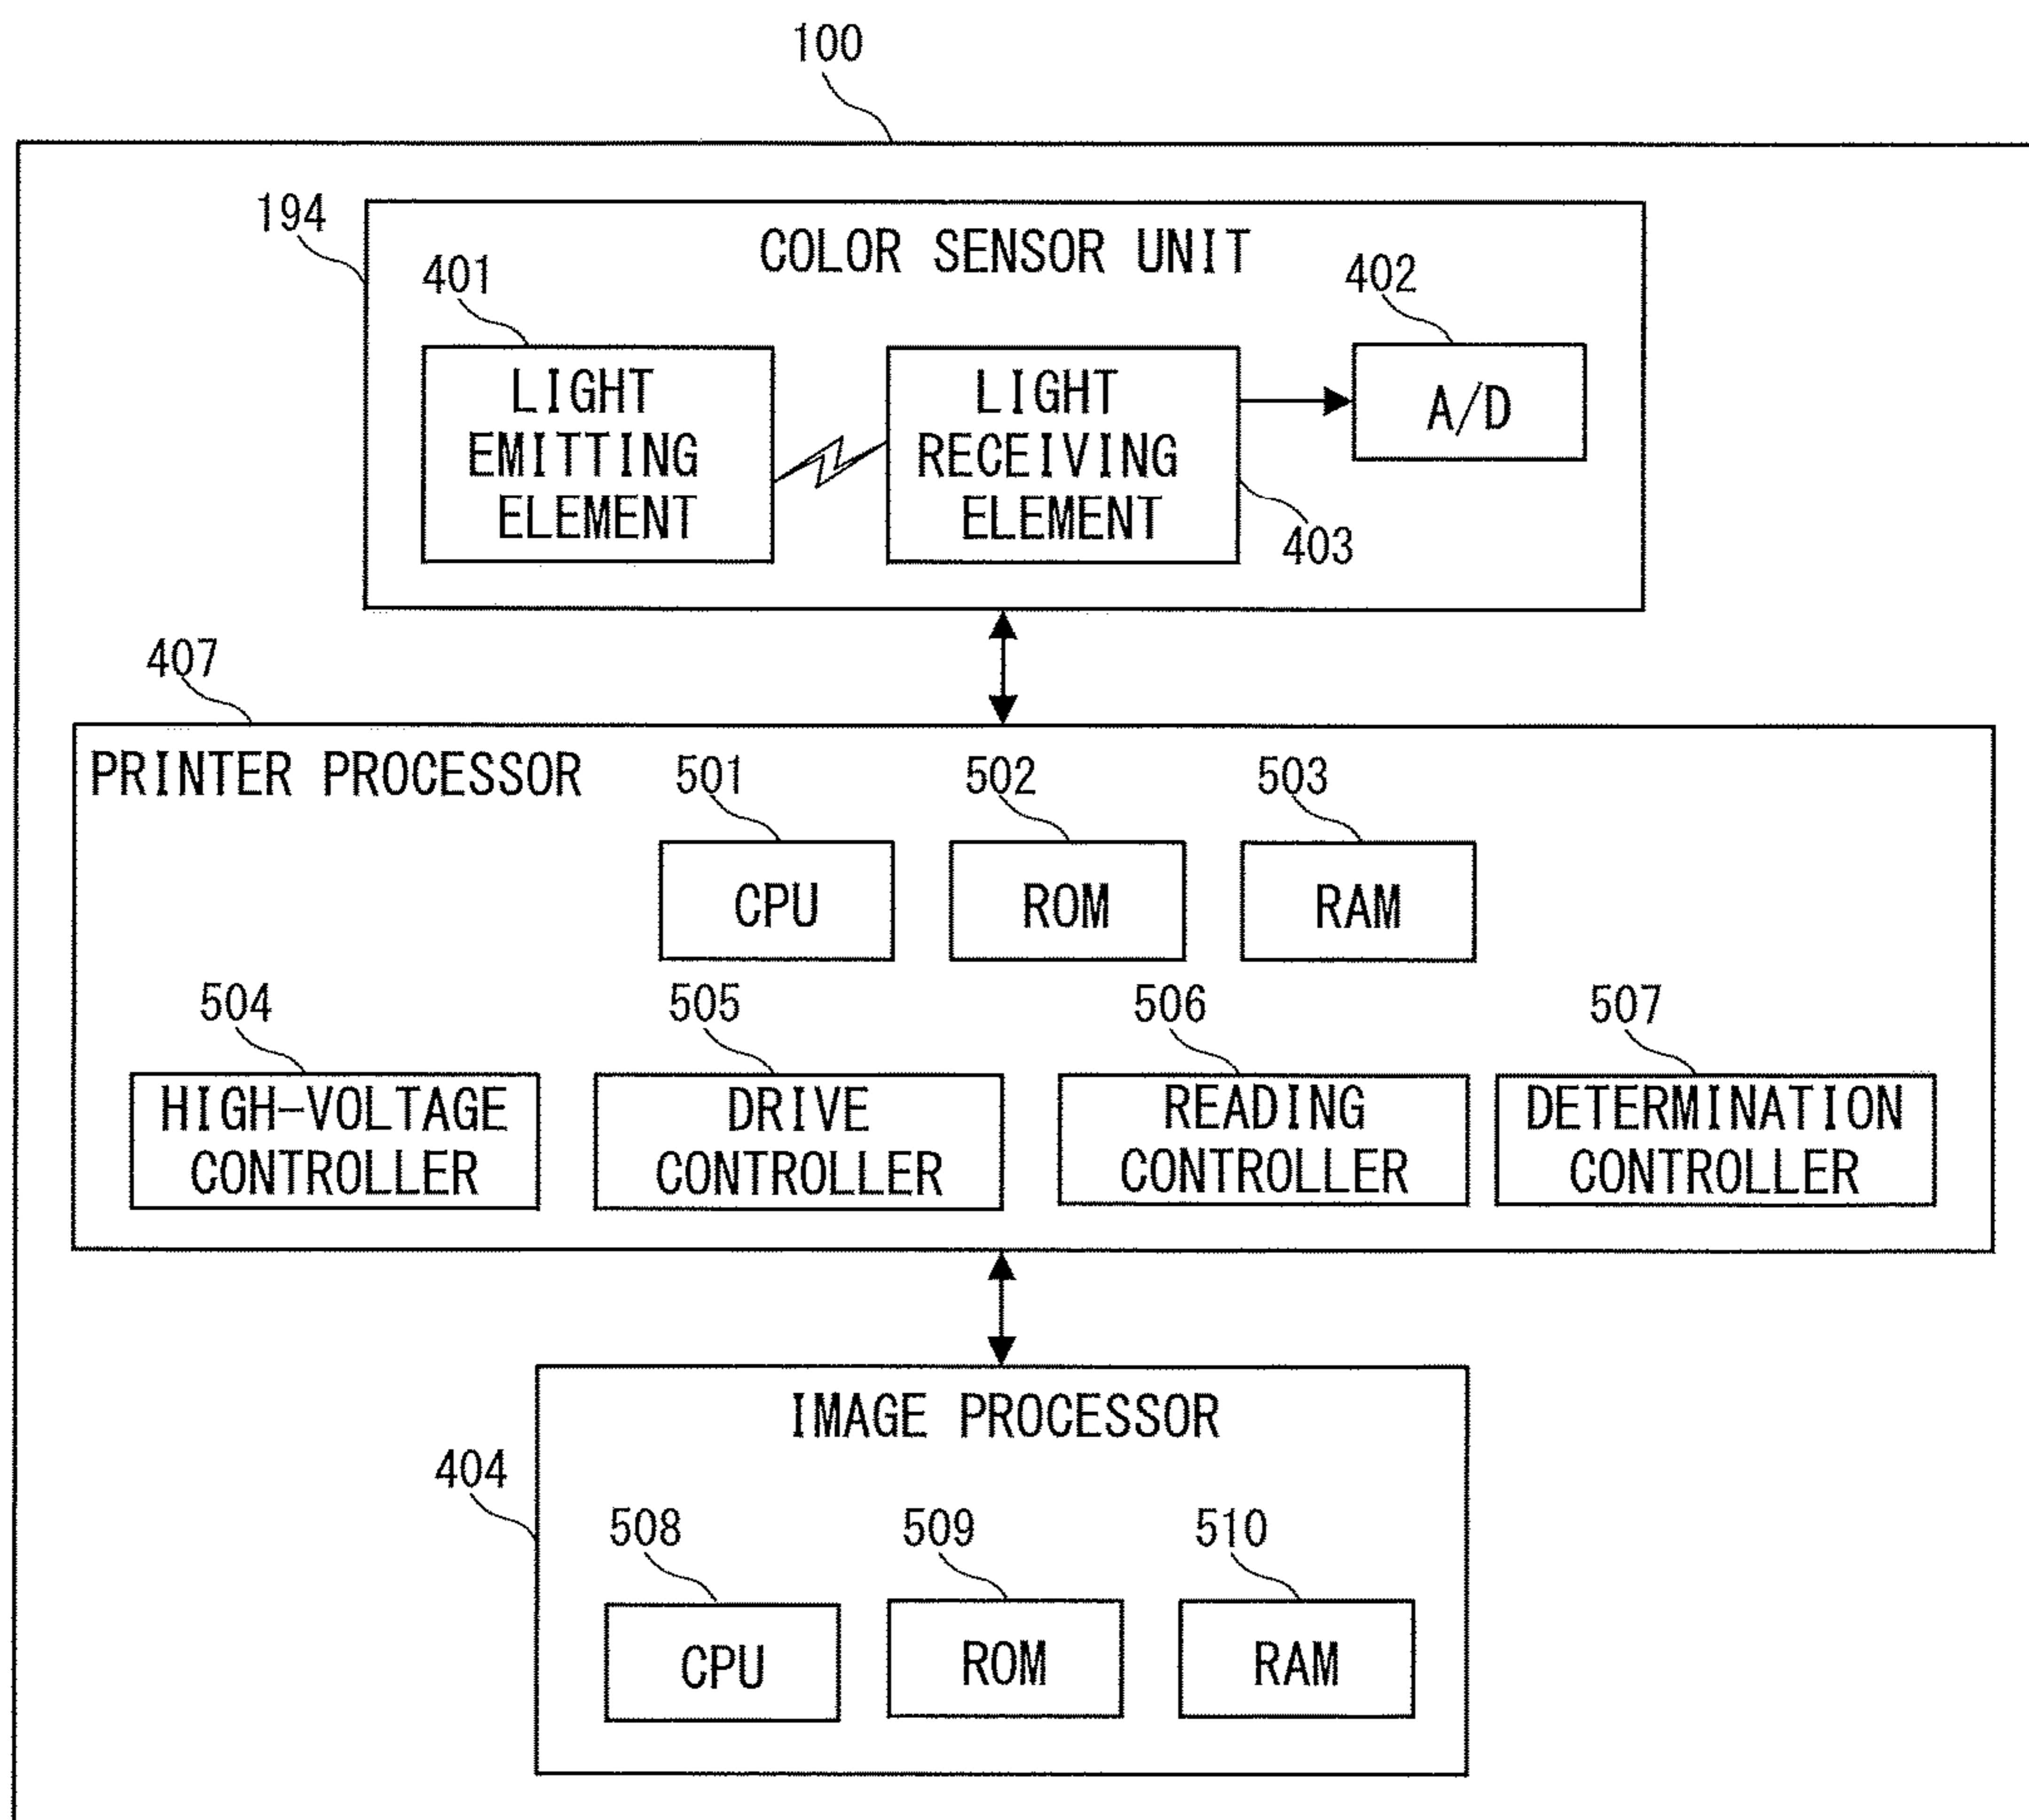 100
194
COLOR SENSOR UNIT
401
402
LIGHT
EMITTING
ELEMENT
LIGHT
RECEIVING
ELEMENT
A/D
403
407
PRINTER PROCESSOR
501
502
503
CPU
ROM
RAM
504
505
506
507
HIGH-VOLTAGE
CONTROLLER
DRIVE
CONTROLLER
READING
CONTROLLER
DETERMINATION
CONTROLLER
IMAGE PROCESSOR
404
508
509
510
CPU
ROM
RAM